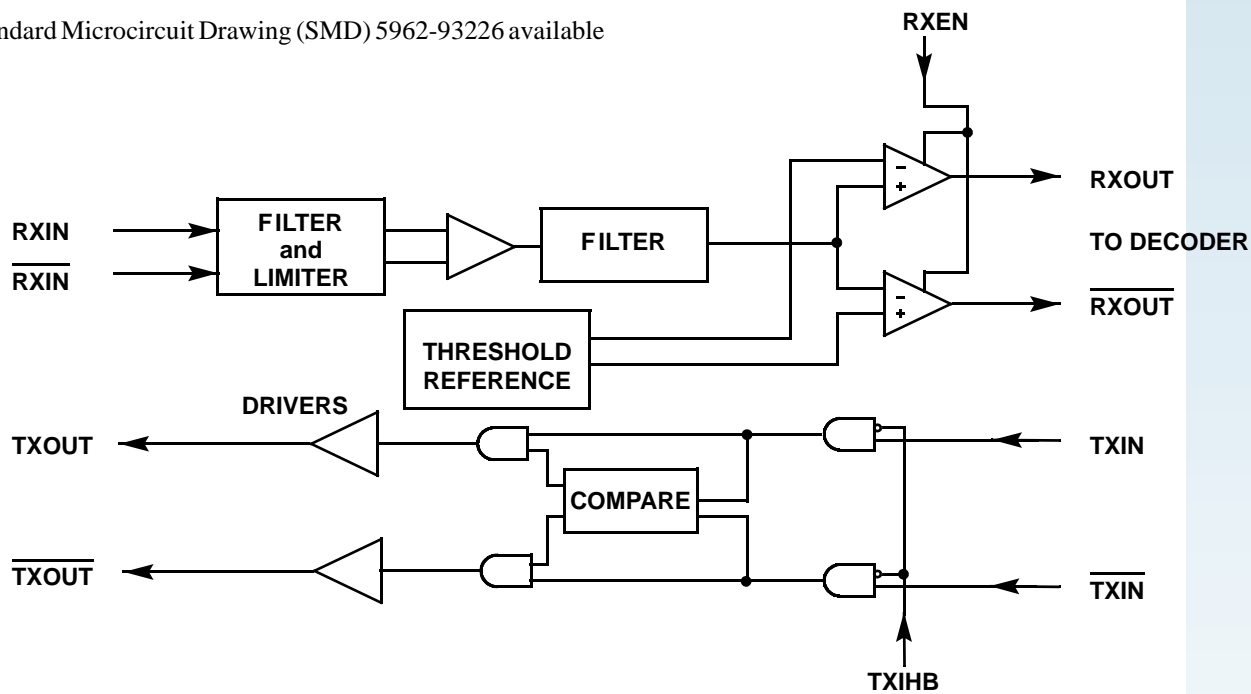 ndard Microcircuit Drawing (SMD) 5962-93226 available
RXEN
RXIN
RXIN
FILTER
and
LIMITER
FILTER
-
+
-
+
RXOUT
TO DECODER
RXOUT
THRESHOLD
REFERENCE
DRIVERS
TXOUT
TXIN
COMPARE
TXOUT
TXIN
TXIHB